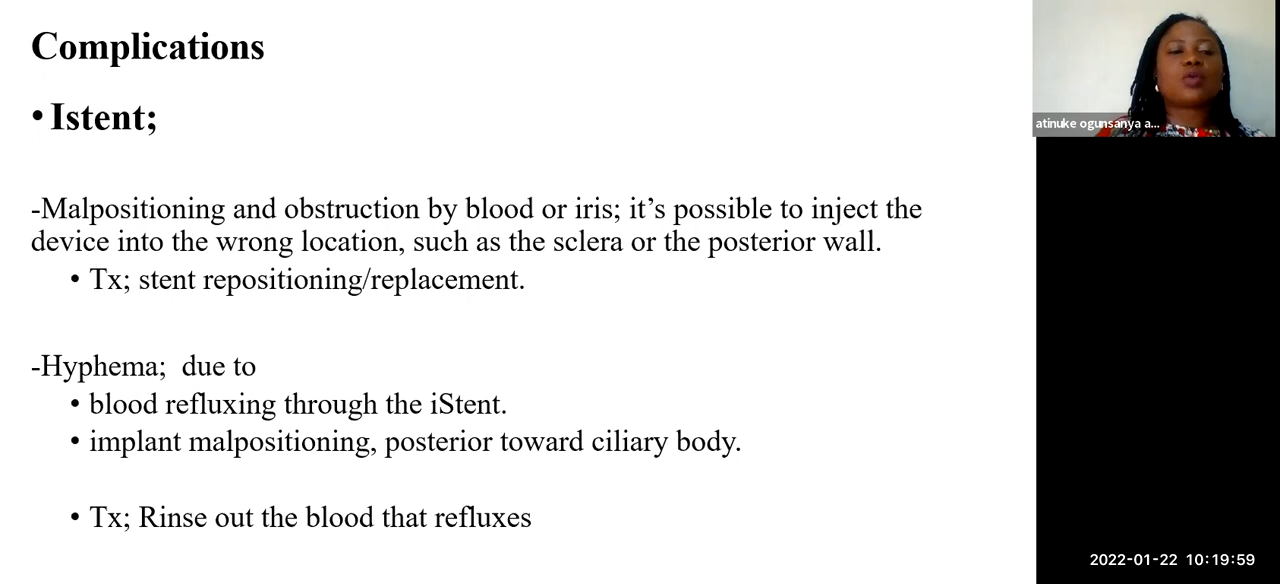 Complications
• Istent;
-Malpositioning and obstruction by blood or iris; it’s possible to inject the
device into the wrong location, such as the sclera or the posterior wall.
• Tx; stent repositioning/replacement.
-Hyphema; due to
• blood refluxing through the iStent.
• implant malpositioning, posterior toward ciliary body.
• Tx; Rinse out the blood that refluxes
atinuke ogunsanya a...
2022-01-22 10:19:59